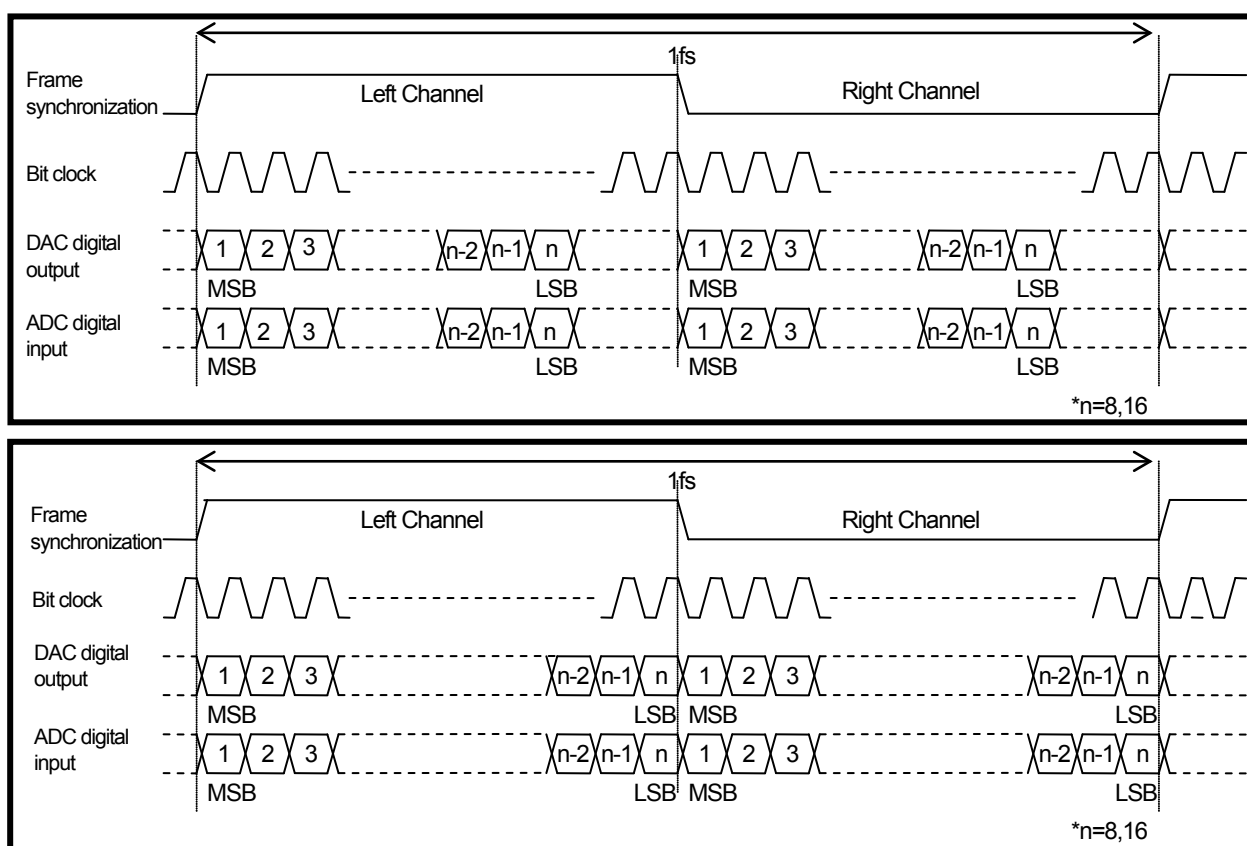 1fs
Frame
synchronization
Left Channel
Right Channel
Bit clock
DAC digital
output
1 2 3 n-2 n-1 n 1 2 3 n-2 n-1 n
MSB LSB MSB LSB
ADC digital
input
1 2 3 n-2 n-1 n 1 2 3 n-2 n-1 n
MSB LSB MSB LSB
*n=8,16
1fs
Frame
synchronization
Left Channel
Right Channel
Bit clock
DAC digital
output
1 2 3 n-2 n-1 n 1 2 3 n-2 n-1 n
MSB LSB MSB LSB
ADC digital
input
1 2 3 n-2 n-1 n 1 2 3 n-2 n-1 n
MSB LSB MSB LSB
*n=8,16